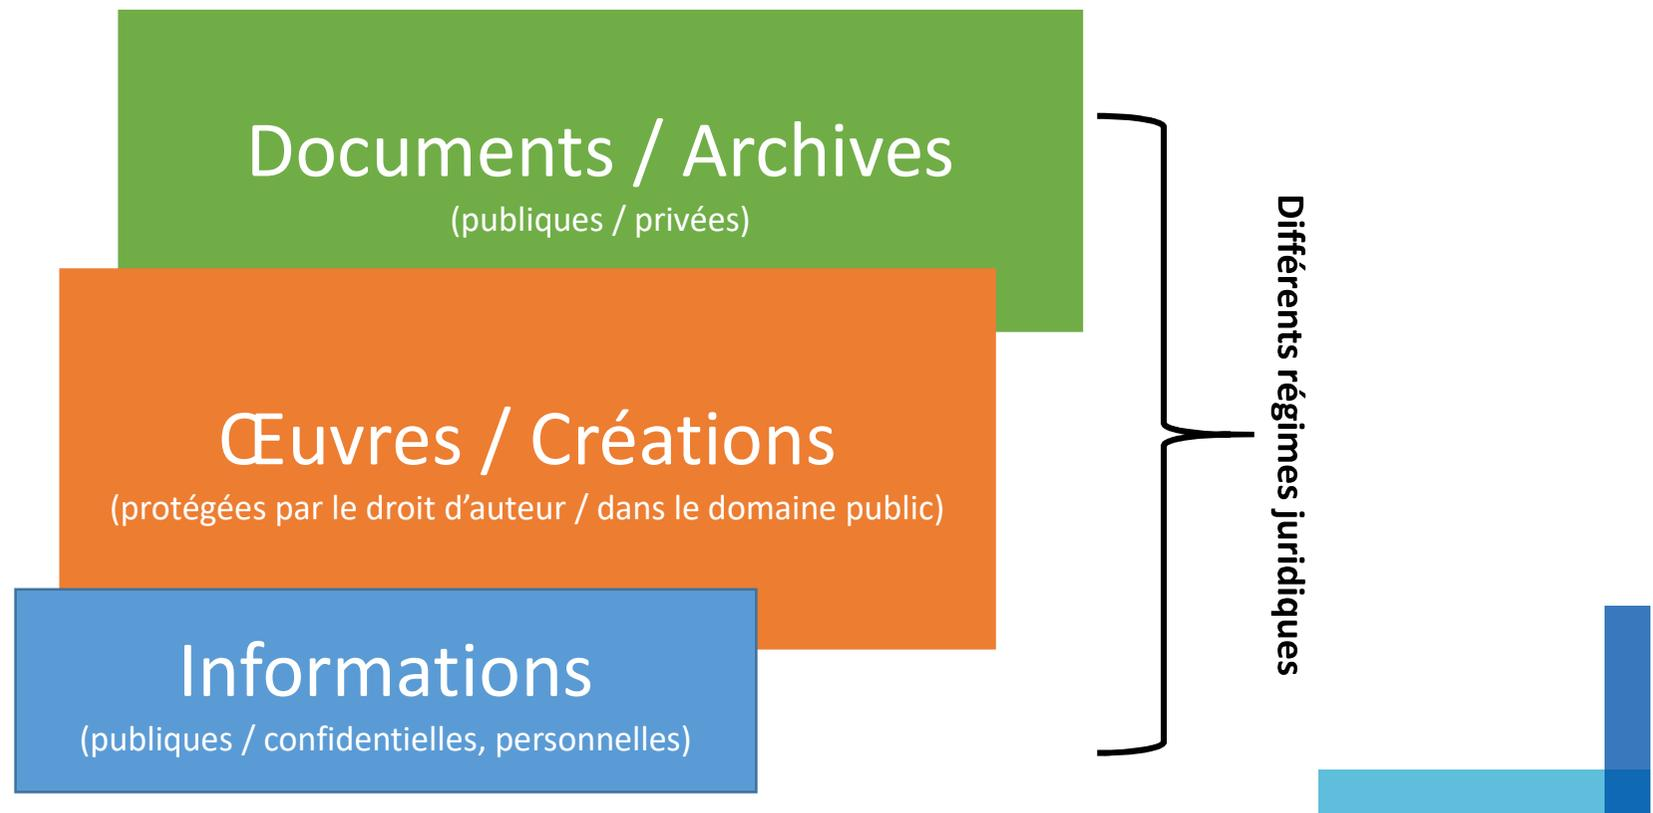 Documents / Archives
(publiques / privées)
Œuvres / Créations
(protégées par le droit d’auteur / dans le domaine public)
Informations
(publiques / confidentielles, personnelles)
Différents régimes juridiques